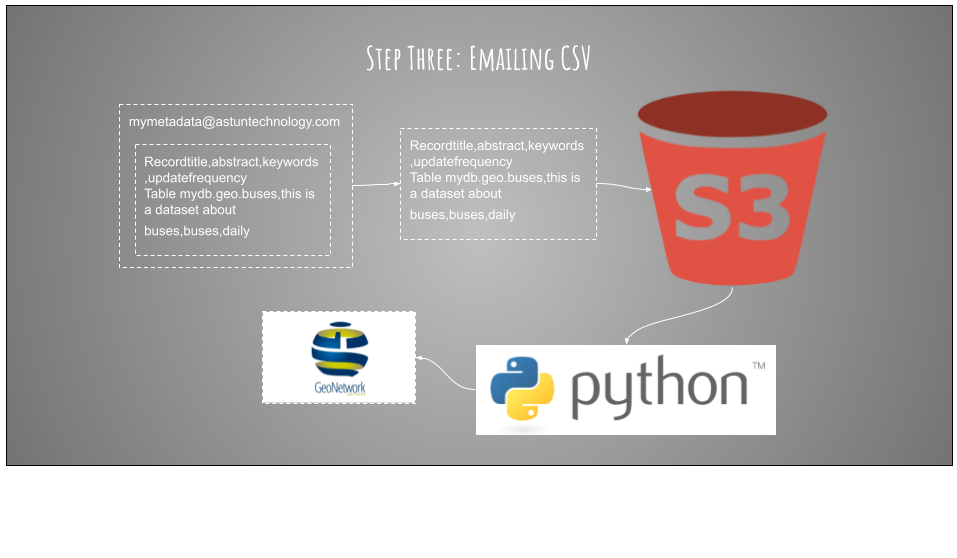 Step Three: Emailing CSV
mymetadata@astuntechnology.com
Recordtitle,abstract,keywords
,updatefrequency
Table mydb.geo.buses,this is
a dataset about
buses,buses,daily
Recordtitle,abstract,keywords
,updatefrequency
Table mydb.geo.buses,this is
a dataset about
buses,buses,daily
S3
GeoNetwork
python™